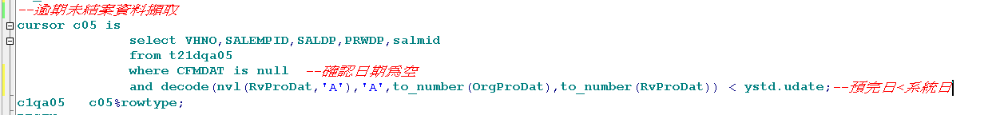 --逾期未結案資料擷取
cursor c05 is
select VHNO,SALEMPID,SALDP,PRWDP,salmid
from t21dqa05
where CFMDAT is null --確認日期為空
and decode(nvl(RvProDat,'A'),'A',to_number(OrgProDat),to_number(RvProDat)) < ystd.udate;--預完日<系統日
c1qa05 c05%rowtype;